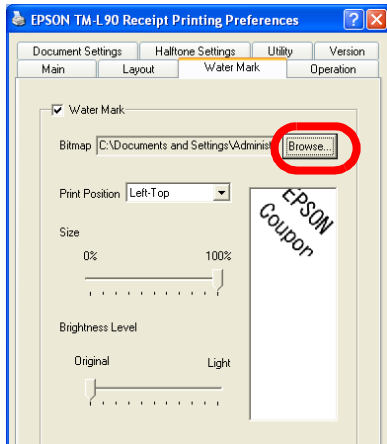 EPSON TM-L90 Receipt Printing Preferences
Document Settings Halftone Settings Utility Version
Main Layout Water Mark Operation
Water Mark
Bitmap C:\Documents and Settings\Administ Browse...
Print Position Left-Top
EPSON
Coupon
Size
0% 100%
Brightness Level
Original Light